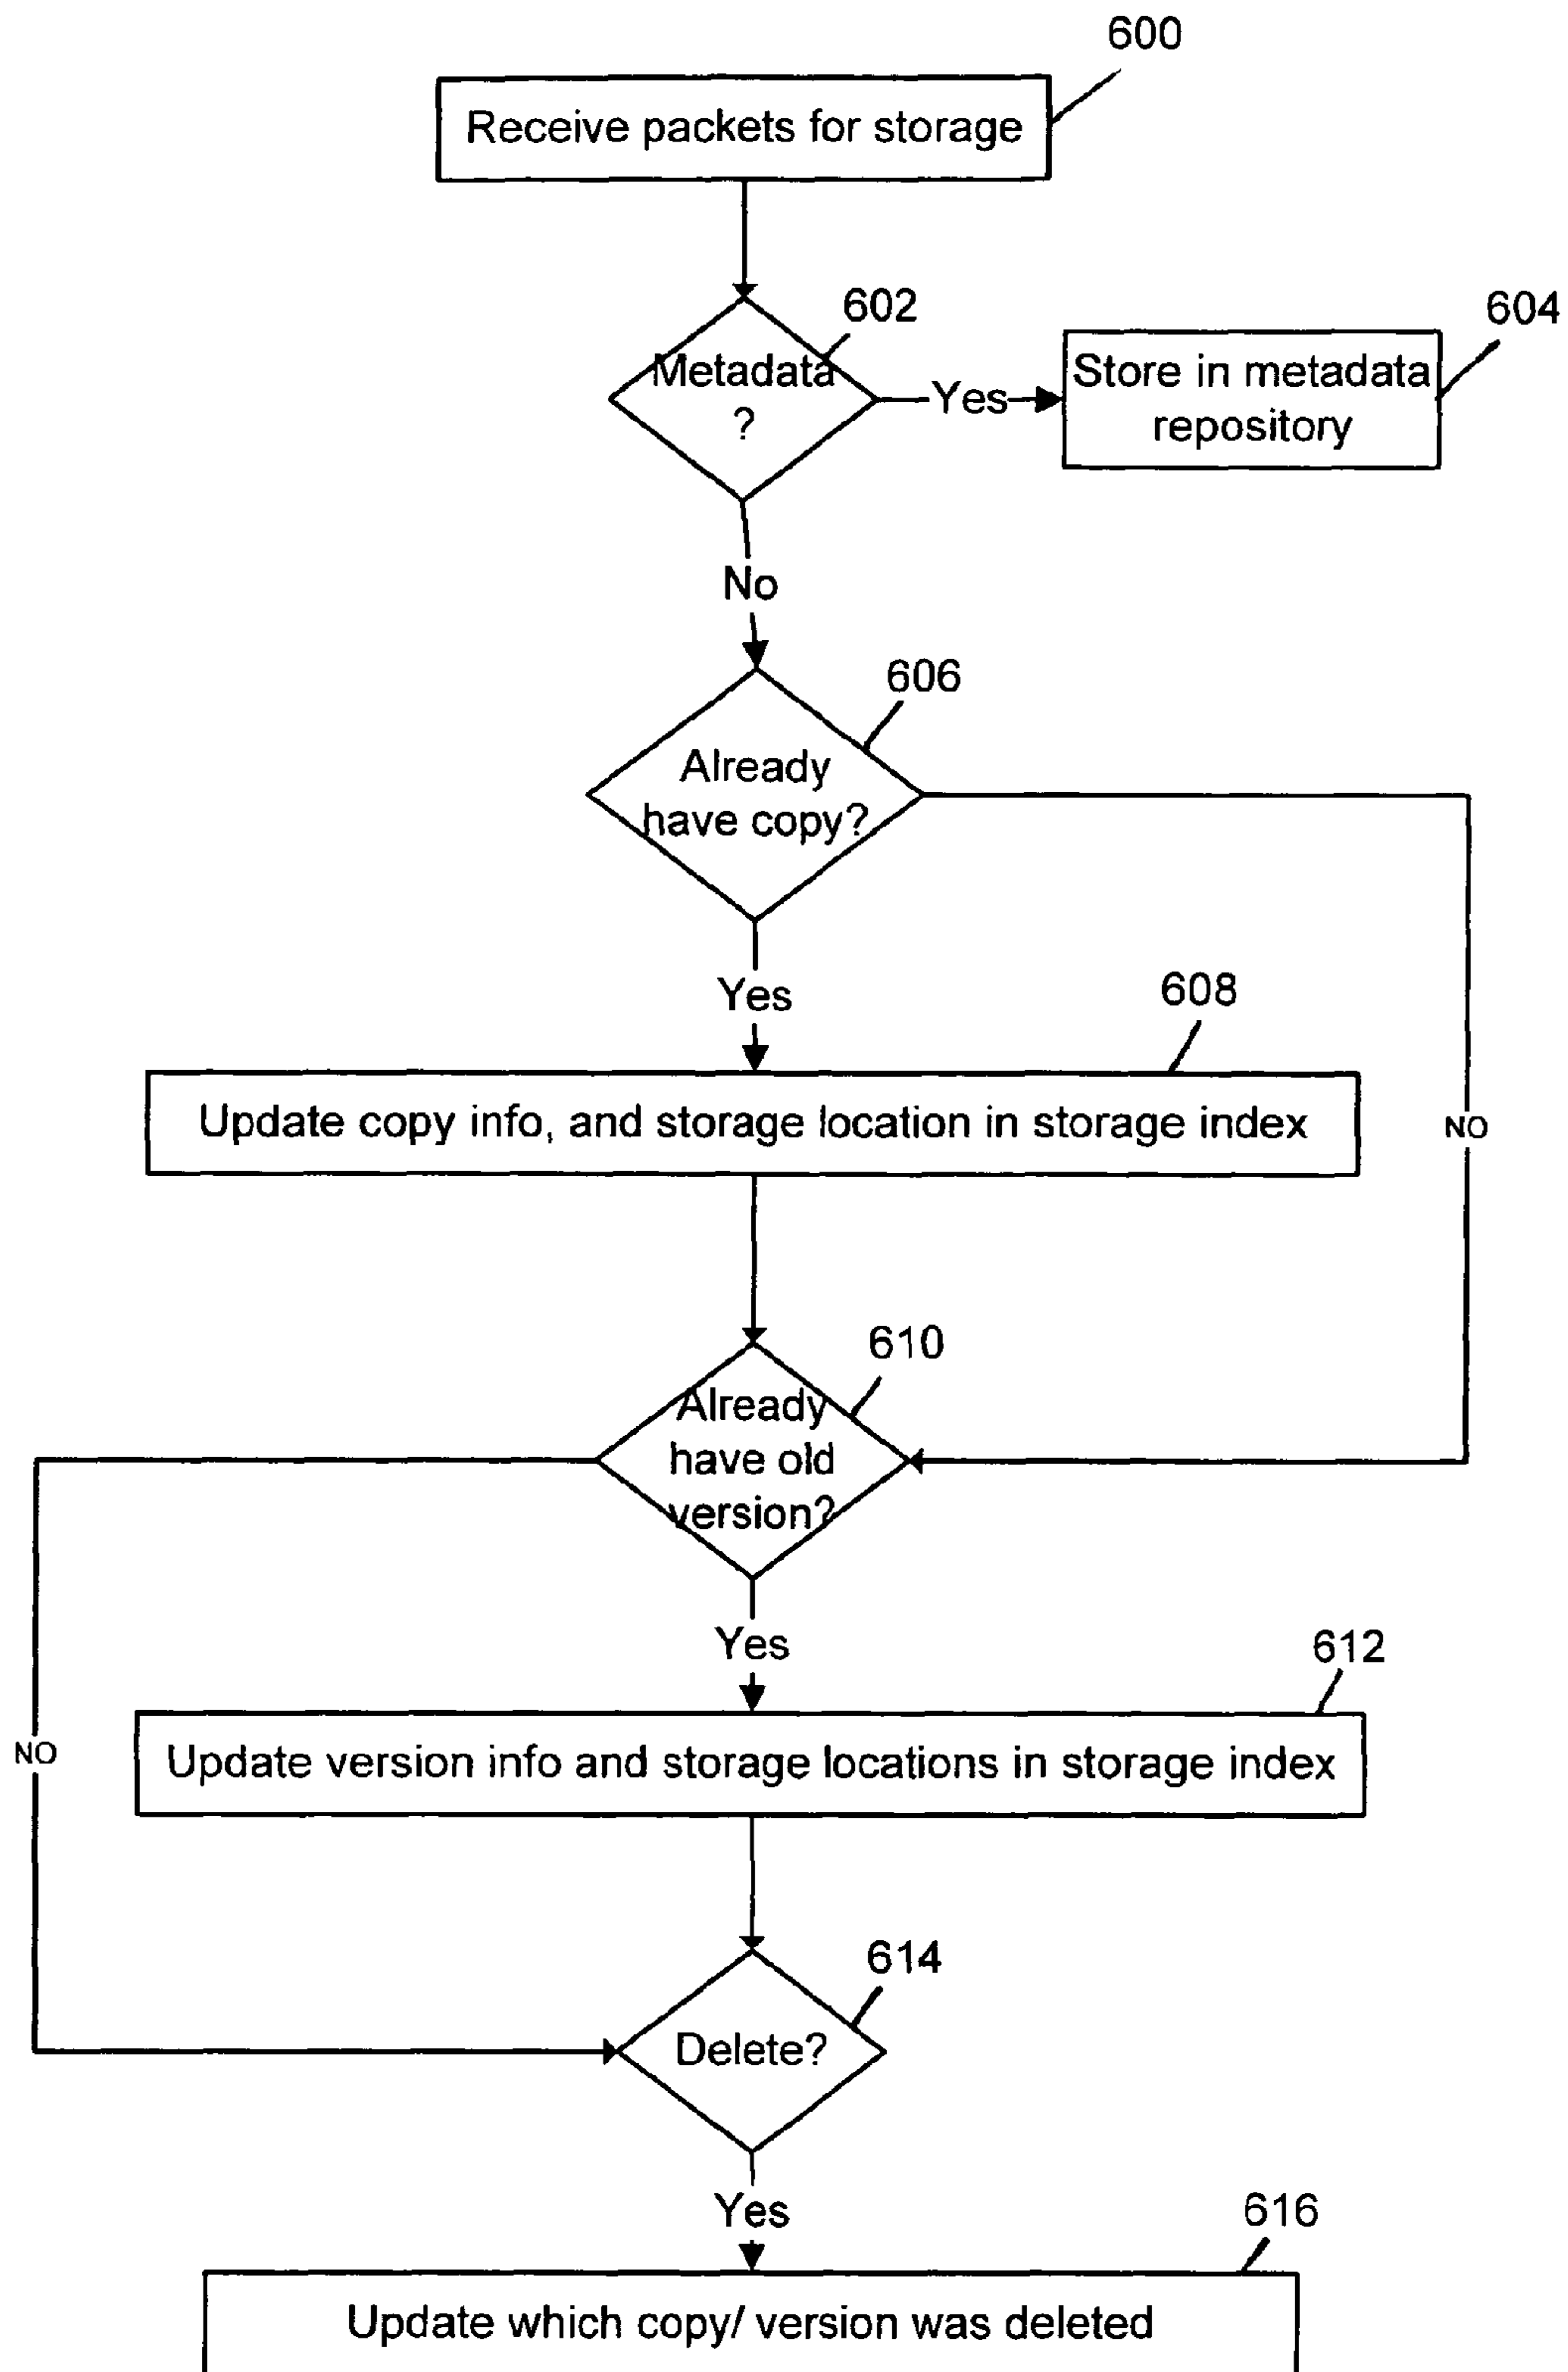 600
Receive packets for storage
602
Metadata
?
Yes
604
Store in metadata
repository
No
606
Already
have copy?
Yes
608
Update copy info, and storage location in storage index
NO
610
Already
have old
version?
Yes
612
NO
Update version info and storage locations in storage index
614
Delete?
Yes
616
Update which copy/ version was deleted